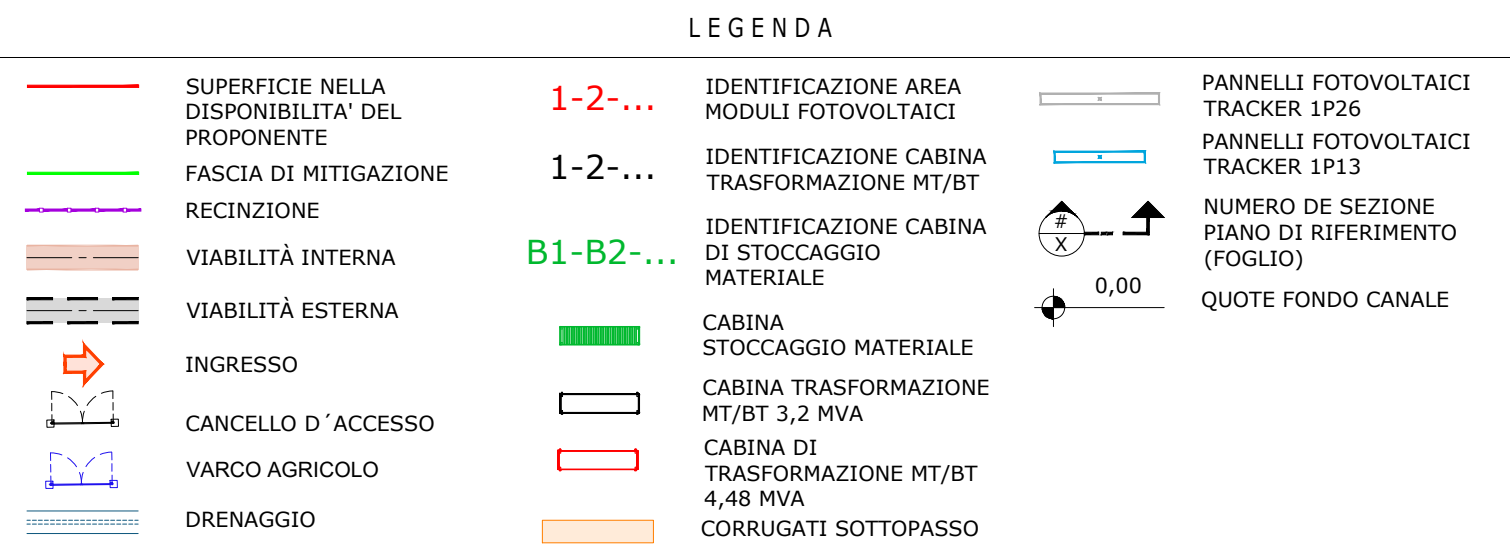 LEGENDA
SUPERFICIE NELLA
DISPONIBILITA' DEL
PROPONENTE
FASCIA DI MITIGAZIONE
RECINZIONE
VIABILITÀ INTERNA
VIABILITÀ ESTERNA
INGRESSO
CANCELLO D´ACCESSO
VARCO AGRICOLO
DRENAGGIO
1-2-...
IDENTIFICAZIONE AREA
MODULI FOTOVOLTAICI
1-2-...
IDENTIFICAZIONE CABINA
TRASFORMAZIONE MT/BT
B1-B2-...
IDENTIFICAZIONE CABINA
DI STOCCAGGIO
MATERIALE
CABINA
STOCCAGGIO MATERIALE
CABINA TRASFORMAZIONE
MT/BT 3,2 MVA
CABINA DI
TRASFORMAZIONE MT/BT
4,48 MVA
CORRUGATI SOTTOPASSO
PANNELLI FOTOVOLTAICI
TRACKER 1P26
PANNELLI FOTOVOLTAICI
TRACKER 1P13
#
X
NUMERO DE SEZIONE
PIANO DI RIFERIMENTO
(FOGLIO)
0,00
QUOTE FONDO CANALE